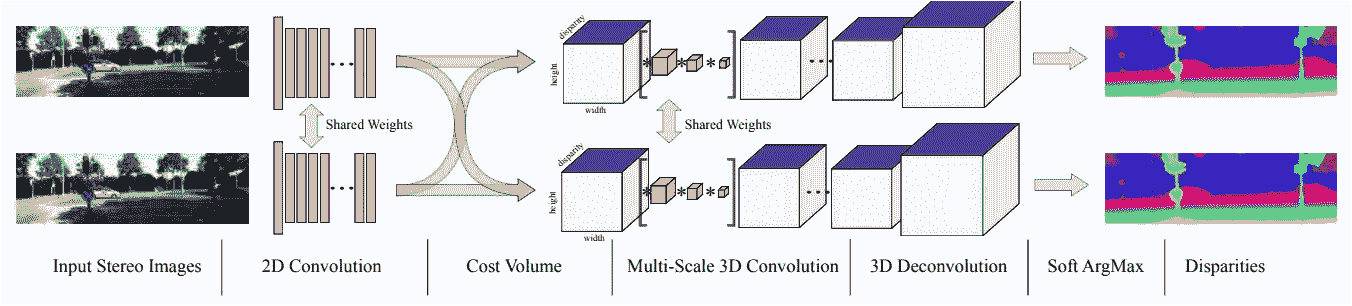 disparity
height
width
Shared Weights
Shared Weights
disparity
height
width
Input Stereo Images
2D Convolution
Cost Volume
Multi-Scale 3D Convolution
3D Deconvolution
Soft ArgMax
Disparities